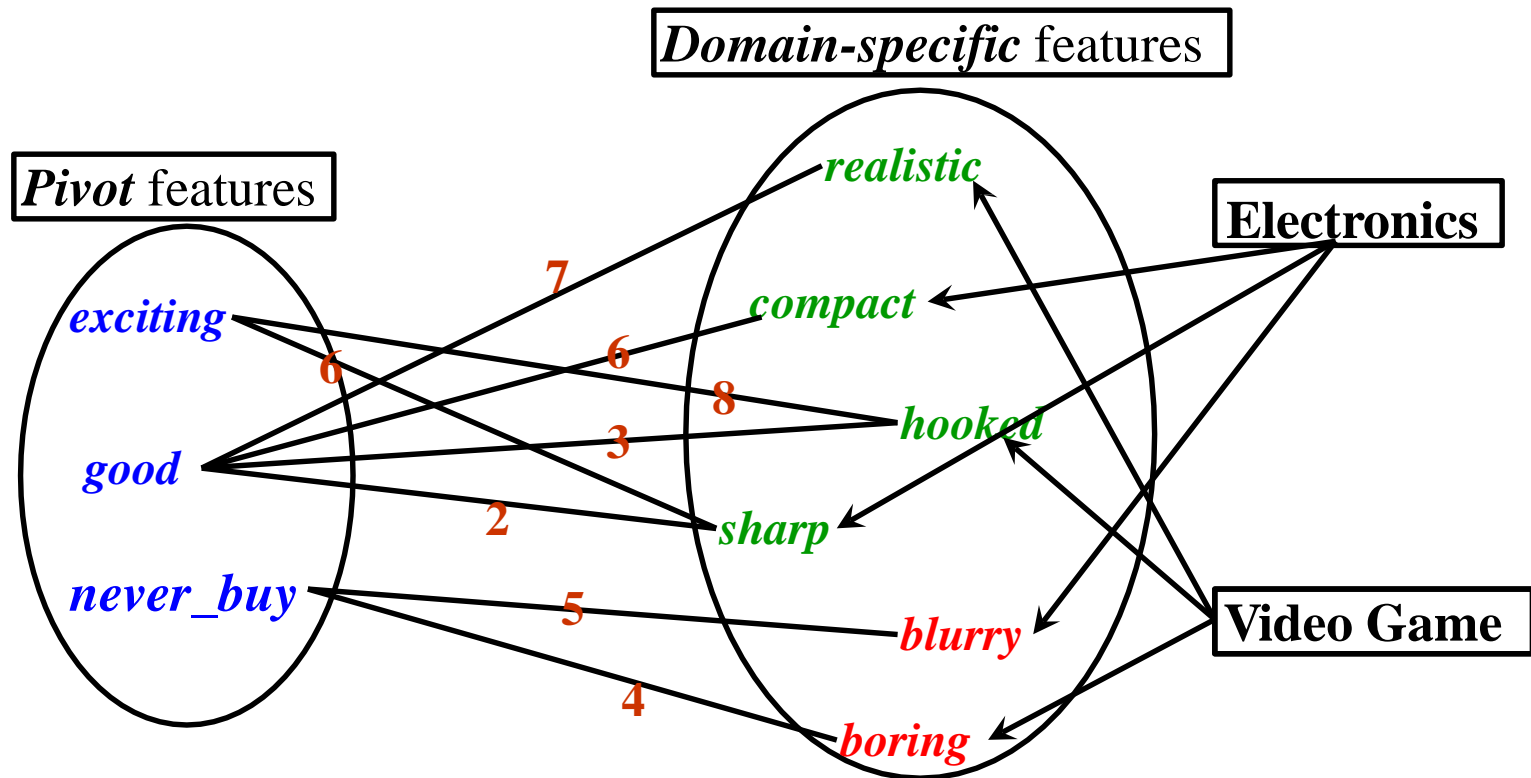 Domain-specific features
Pivot features
realistic
Electronics
7
compact
exciting
6
6
8
hooked
3
good
2
sharp
never_buy
5
blurry
Video Game
4
boring